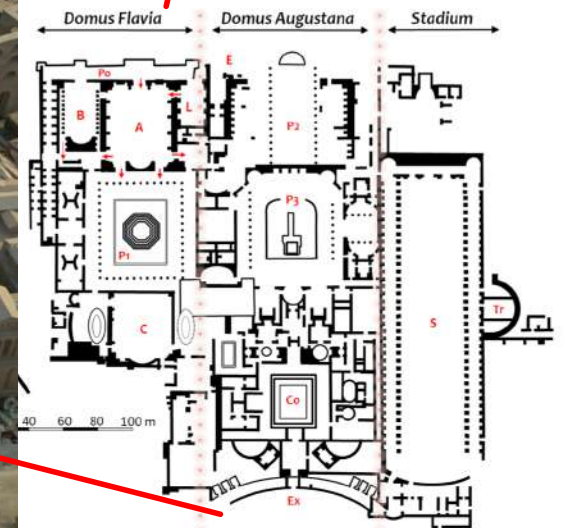 Domus Flavia Domus Augustana Stadium
Po E
B A L
P2
P3
P1
S Tr
C
Co
40 60 80 100 m
Ex